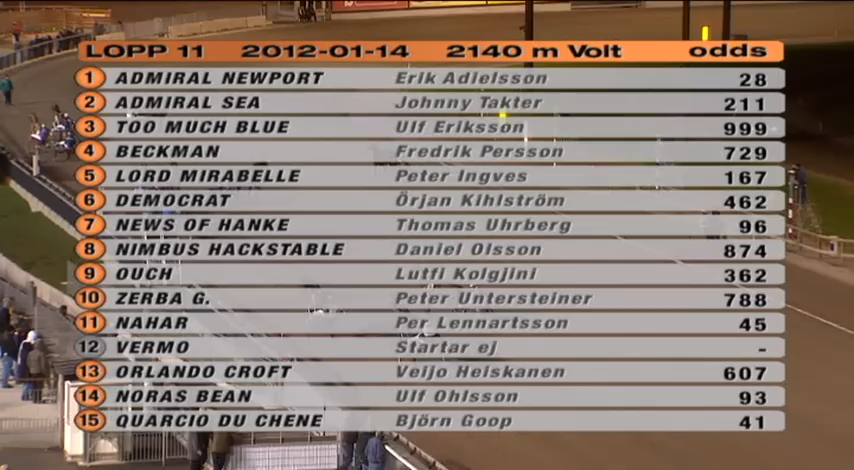 LOPP 11 2012-01-14 2140 m Volt odds
1 ADMIRAL NEWPORT Erik Adielsson 28
2 ADMIRAL SEA Johnny Takter 211
3 TOO MUCH BLUE Ulf Eriksson 999
4 BECKMAN Fredrik Persson 729
5 LORD MIRABELLE Peter Ingves 167
6 DEMOCRAT Örjan Kihlström 462
7 NEWS OF HANKE Thomas Uhrberg 96
8 NIMBUS HACKSTABLE Daniel Olsson 874
9 OUCH Lutfi Kolgjini 362
10 ZERBA G. Peter Untersteiner 788
11 NAHAR Per Lennartsson 45
12 VERMO Startar ej -
13 ORLANDO CROFT Veijo Heiskanen 607
14 NORAS BEAN Ulf Ohlsson 93
15 QUARCIO DU CHENE Björn Goop 41